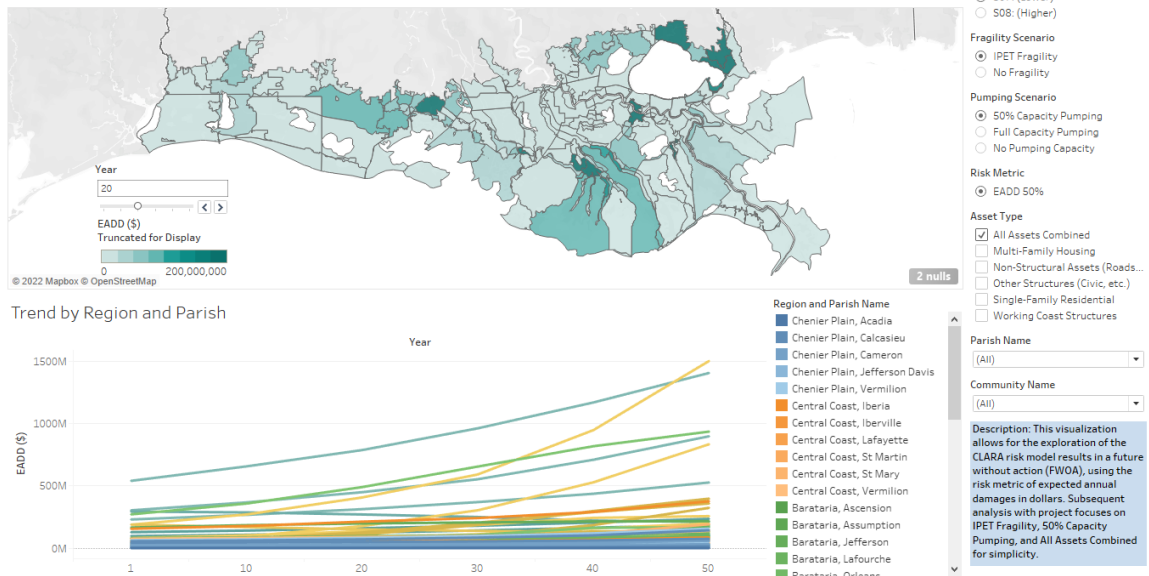 S08: (Higher)
Fragility Scenario
IPET Fragility
No Fragility
Pumping Scenario
50% Capacity Pumping
Full Capacity Pumping
No Pumping Capacity
Risk Metric
EADD 50%
Asset Type
All Assets Combined
Multi-Family Housing
Non-Structural Assets (Roads...
Other Structures (Civic, etc.)
Single-Family Residential
Working Coast Structures
Parish Name
(All)
Community Name
(All)
Description: This visualization
allows for the exploration of the
CLARA risk model results in a future
without action (FWOA), using the
risk metric of expected annual
damages in dollars. Subsequent
analysis with project focuses on
IPET Fragility, 50% Capacity
Pumping, and All Assets Combined
for simplicity.
Year
20
EADD ($)
Truncated for Display
0 200,000,000
© 2022 Mapbox © OpenStreetMap
2 nulls
Trend by Region and Parish
Year
1500M
1000M
500M
0M
EADD ($)
1 10 20 30 40 50
Region and Parish Name
Chenier Plain, Acadia
Chenier Plain, Calcasieu
Chenier Plain, Cameron
Chenier Plain, Jefferson Davis
Chenier Plain, Vermilion
Central Coast, Iberia
Central Coast, Iberville
Central Coast, Lafayette
Central Coast, St Martin
Central Coast, St Mary
Central Coast, Vermilion
Barataria, Ascension
Barataria, Assumption
Barataria, Jefferson
Barataria, Lafourche
Barataria, Orleans